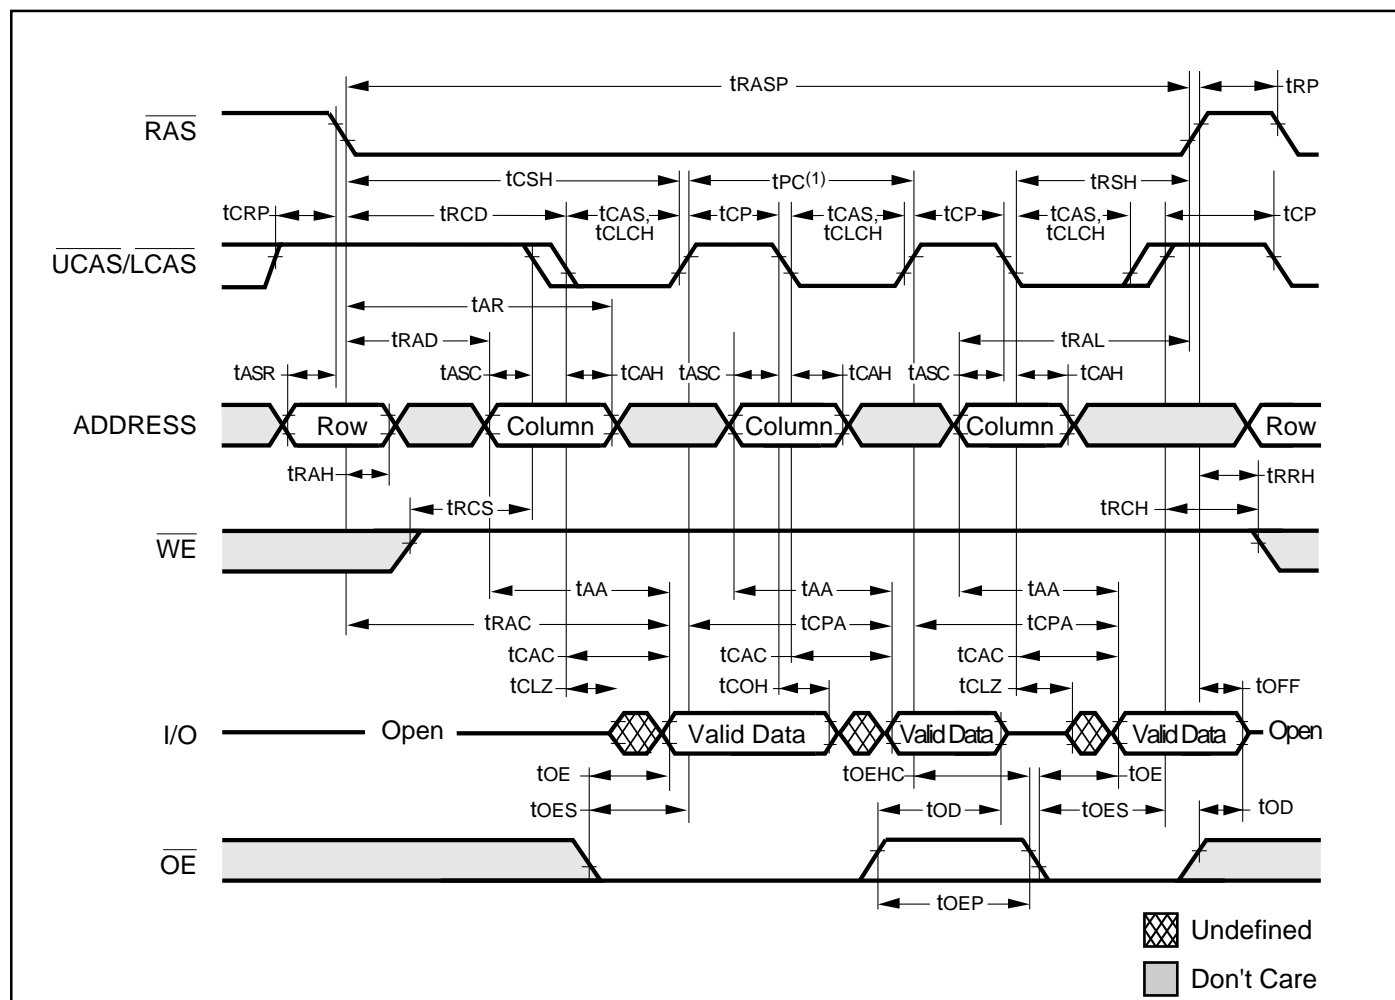 tRASP tRP
RAS
tCSH tPC(1) tRSH
tCRP tRCD tCAS, tCLCH tCP tCAS, tCLCH tCP tCAS, tCLCH tCP
UCAS/LCAS
tAR
tRAD tRAL
tASR tASC tCAH tASC tCAH tASC tCAH
ADDRESS Row Column Column Column Row
tRAH tRRH
tRCS tRCH
WE
tAA tAA tAA
tRAC tCPA tCPA
tCAC tCAC tCAC
tCLZ tCOH tCLZ tOFF
I/O Open Valid Data Valid Data Valid Data Open
tOE tOEHC tOE
tOES tOD tOES tOD
OE
tOEP
Undefined
Don't Care